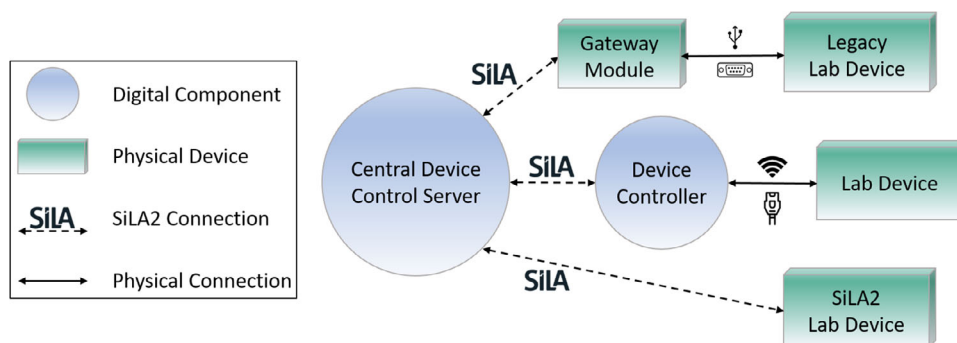 Digital Component
Physical Device
SiLA
SiLA2 Connection
Physical Connection
Central Device
Control Server
SiLA
Gateway
Module
Legacy
Lab Device
SiLA
Device
Controller
Lab Device
SiLA
SiLA2
Lab Device